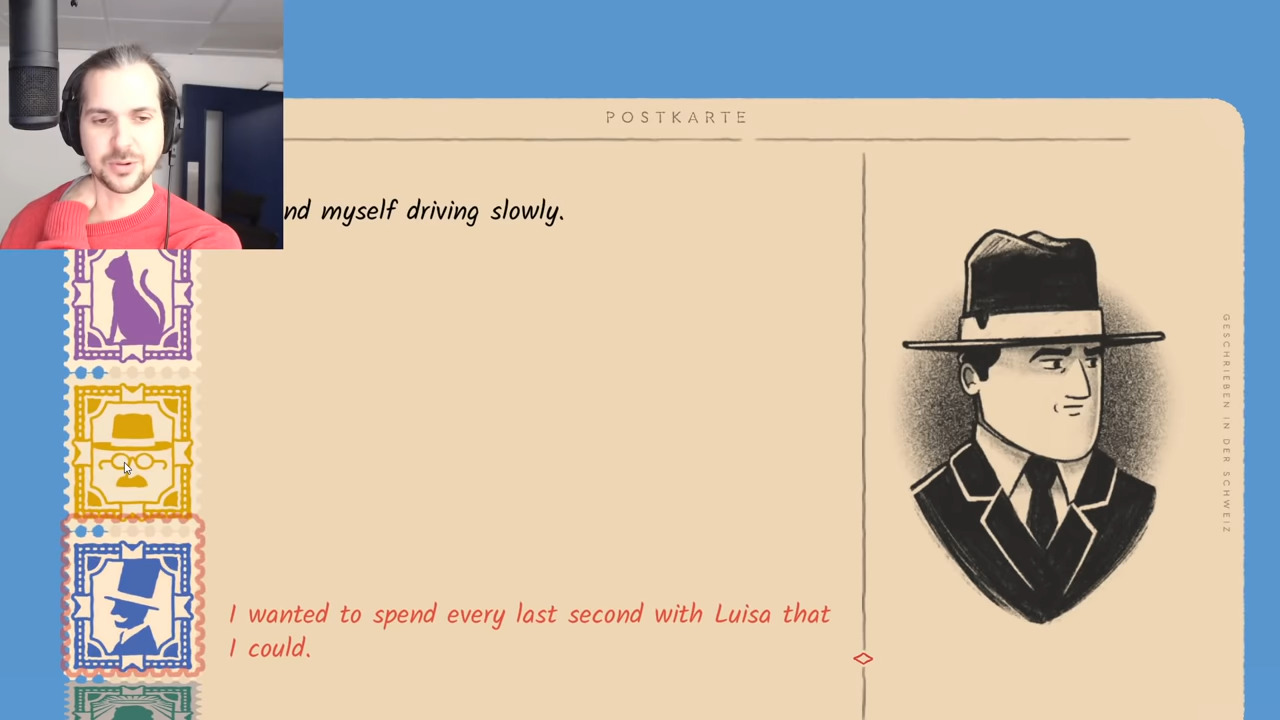 POSTKARTE
nd myself driving slowly.
I wanted to spend every last second with Luisa that
I could.
GESCHRIEBEN IN DER SCHWEIZ